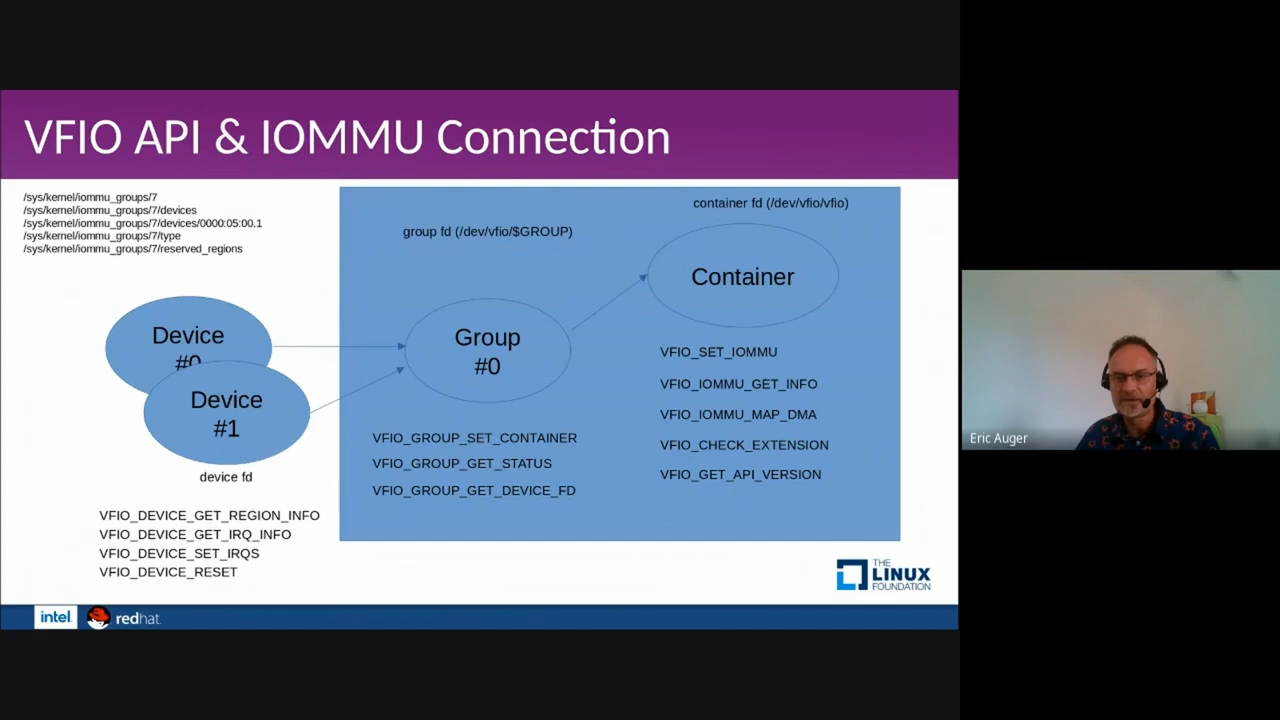 VFIO API & IOMMU Connection
/sys/kernel/iommu_groups/7
/sys/kernel/iommu_groups/7/devices
/sys/kernel/iommu_groups/7/devices/0000:05:00.1
/sys/kernel/iommu_groups/7/type
/sys/kernel/iommu_groups/7/reserved_regions
container fd (/dev/vfio/vfio)
group fd (/dev/vfio/$GROUP)
Container
Device
#0
Group
#0
Device
#1
device fd
VFIO_SET_IOMMU
VFIO_IOMMU_GET_INFO
VFIO_IOMMU_MAP_DMA
VFIO_CHECK_EXTENSION
VFIO_GET_API_VERSION
VFIO_GROUP_SET_CONTAINER
VFIO_GROUP_GET_STATUS
VFIO_GROUP_GET_DEVICE_FD
VFIO_DEVICE_GET_REGION_INFO
VFIO_DEVICE_GET_IRQ_INFO
VFIO_DEVICE_SET_IRQS
VFIO_DEVICE_RESET
THE
LINUX
FOUNDATION
intel.
redhat.
Eric Auger